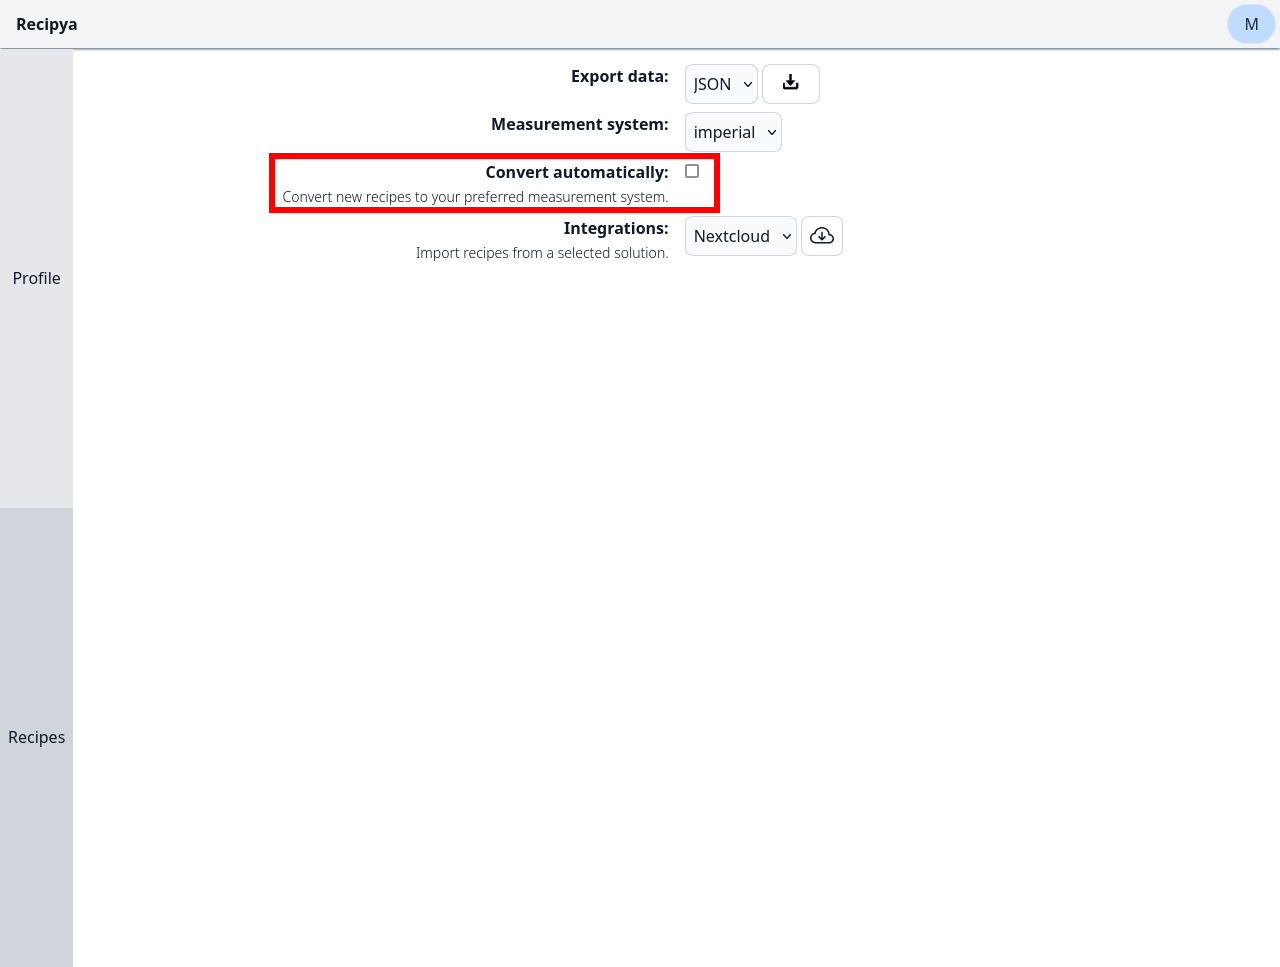 Recipya
M
Export data:
JSON
Measurement system:
imperial
Convert automatically:
Convert new recipes to your preferred measurement system.
Integrations:
Nextcloud
Import recipes from a selected solution.
Profile
Recipes